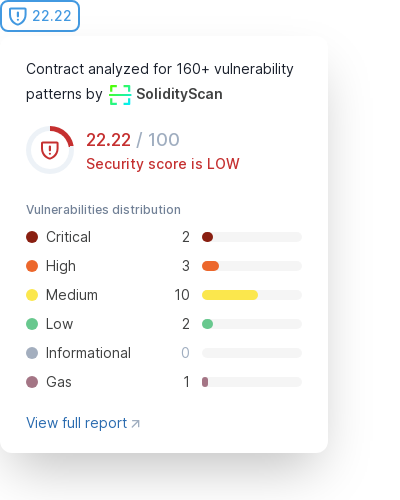 22.22
Contract analyzed for 160+ vulnerability
patterns by SolidityScan
22.22 / 100
Security score is LOW
Vulnerabilities distribution
Critical 2
High 3
Medium 10
Low 2
Informational 0
Gas 1
View full report